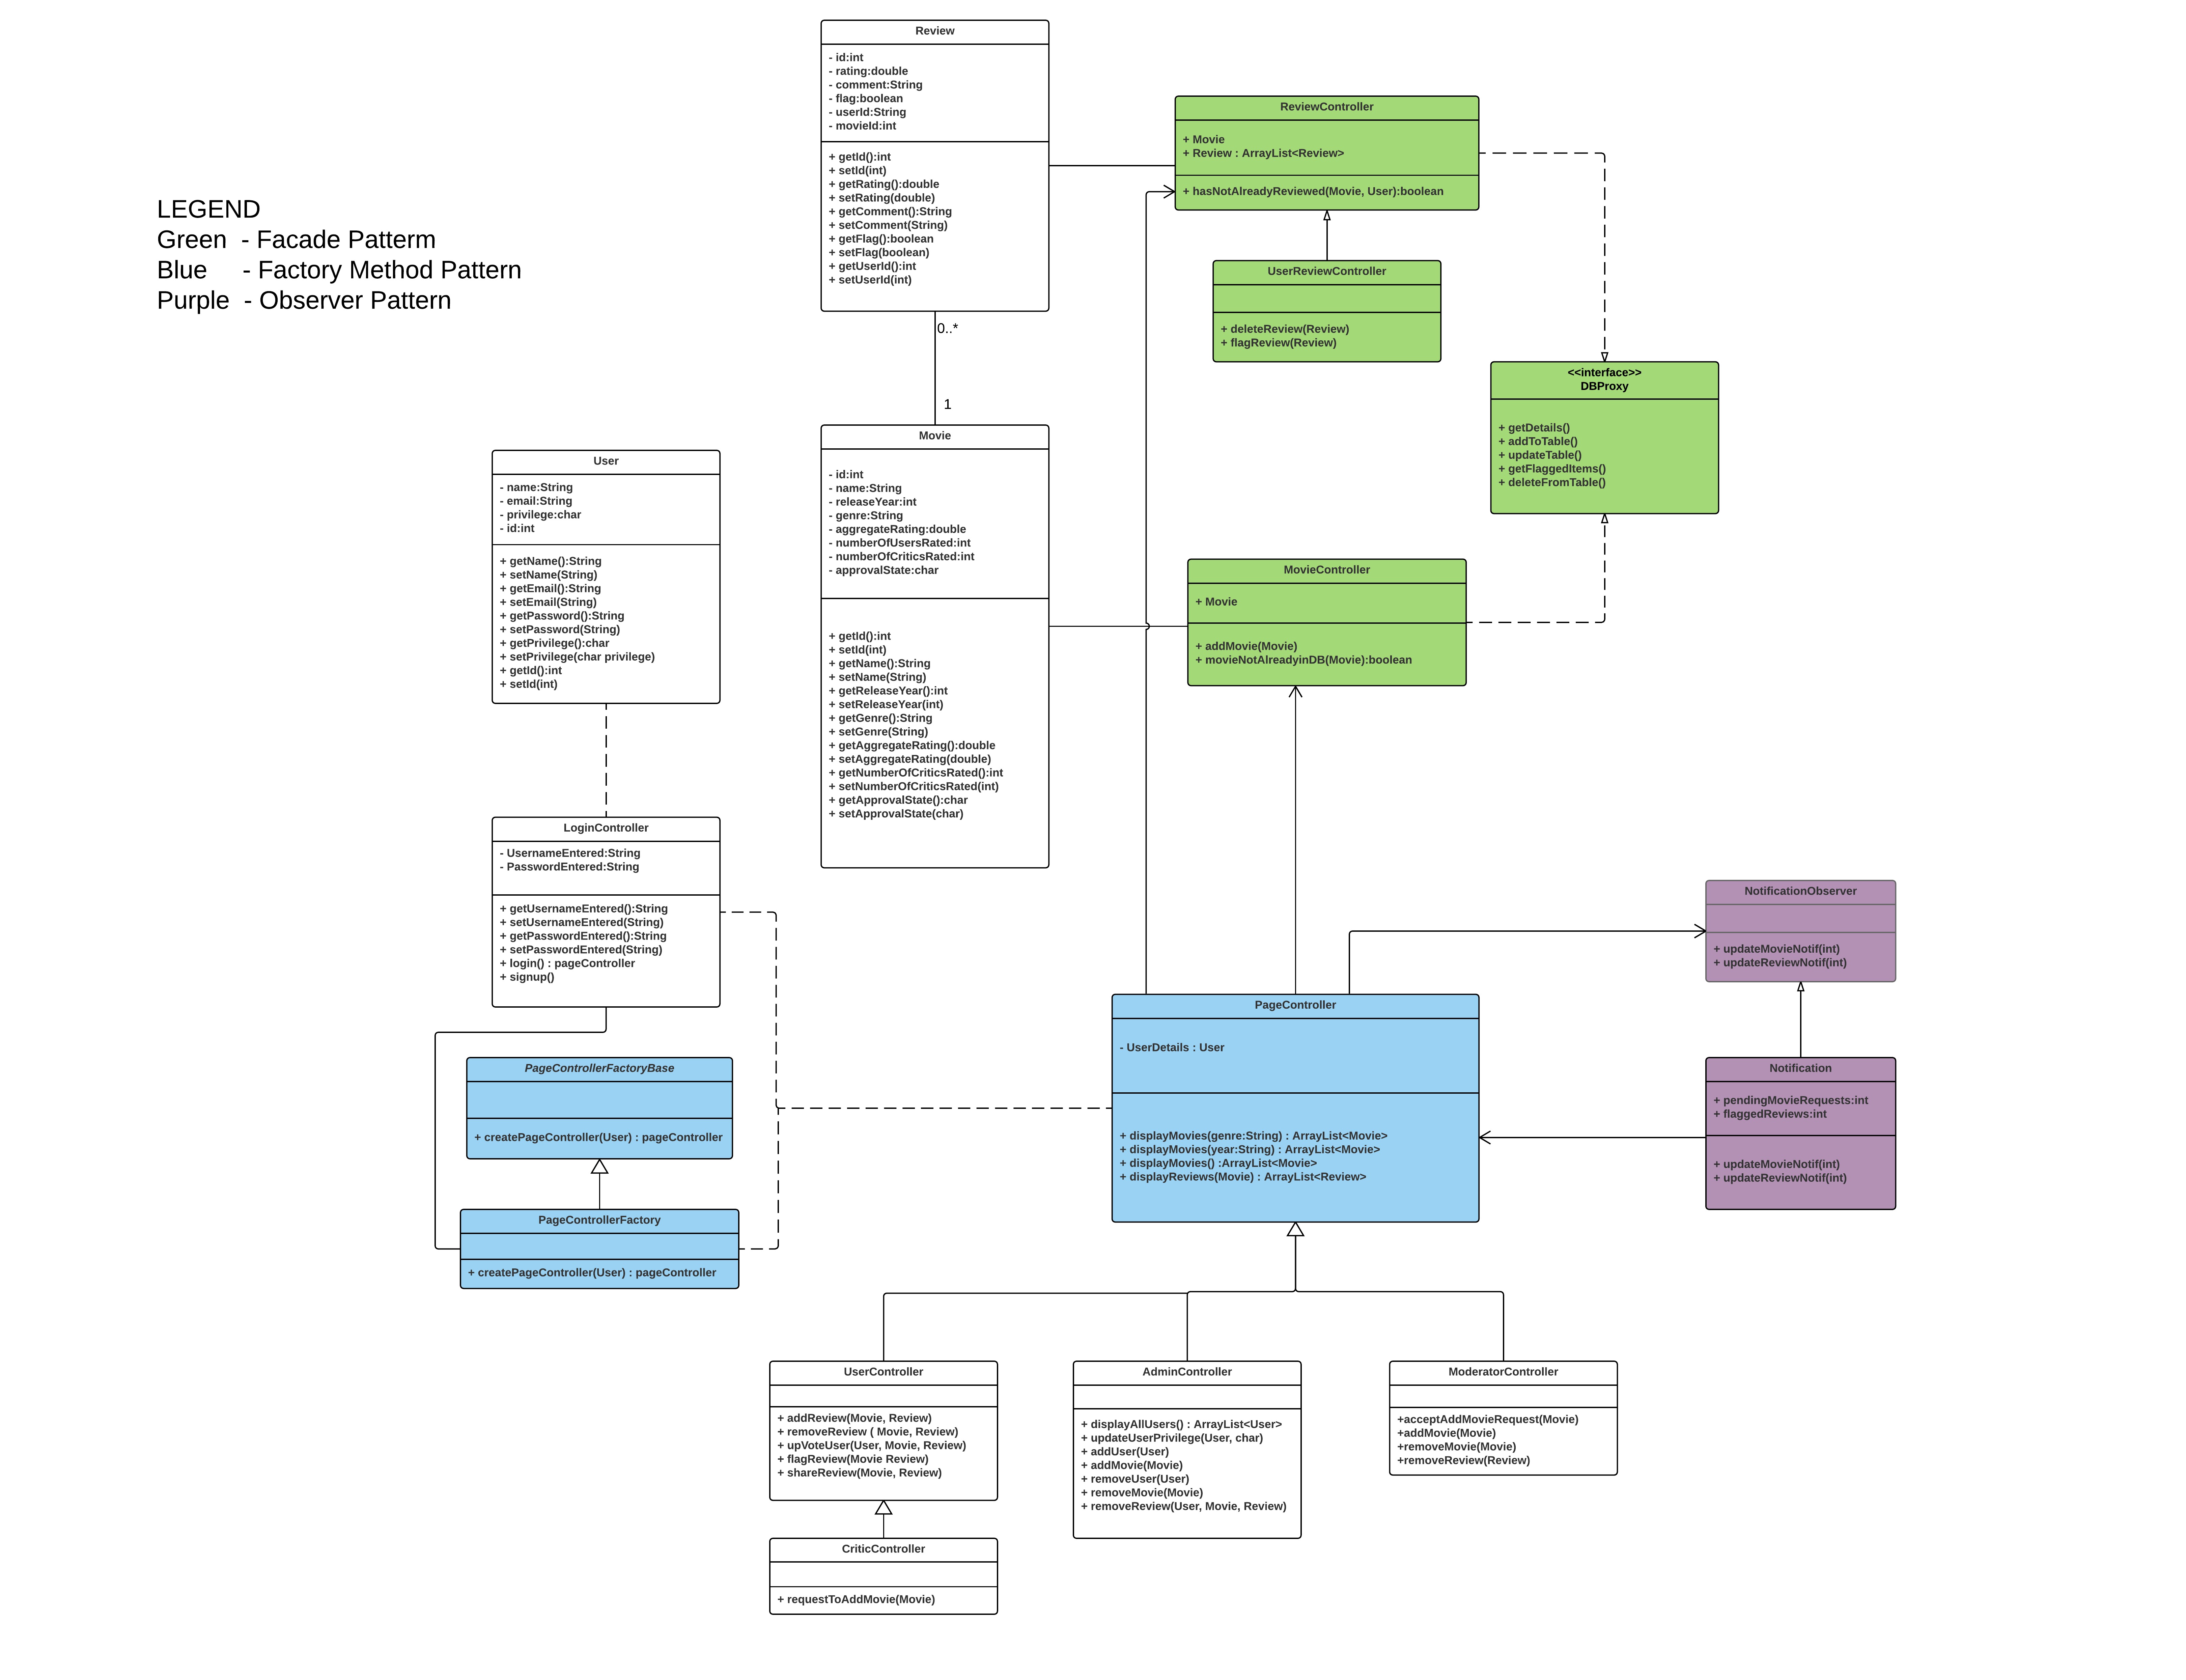 LEGEND
Green - Facade Patterm
Blue - Factory Method Pattern
Purple - Observer Pattern
Review
- id:int
- rating:double
- comment:String
- flag:boolean
- userId:String
- movieId:int
+ getId():int
+ setId(int)
+ getRating():double
+ setRating(double)
+ getComment():String
+ setComment(String)
+ getFlag():boolean
+ setFlag(boolean)
+ getUserId():int
+ setUserId(int)
0..*
1
ReviewController
+ Movie
+ Review : ArrayList<Review>
+ hasNotAlreadyReviewed(Movie, User):boolean
UserReviewController
+ deleteReview(Review)
+ flagReview(Review)
<<interface>>
DBProxy
+ getDetails()
+ addToTable()
+ updateTable()
+ getFlaggedItems()
+ deleteFromTable()
User
- name:String
- email:String
- privilege:char
- id:int
+ getName():String
+ setName(String)
+ getEmail():String
+ setEmail(String)
+ getPassword():String
+ setPassword(String)
+ getPrivilege():char
+ setPrivilege(char privilege)
+ getId():int
+ setId(int)
Movie
- id:int
- name:String
- releaseYear:int
- genre:String
- aggregateRating:double
- numberOfUsersRated:int
- numberOfCriticsRated:int
- approvalState:char
+ getId():int
+ setId(int)
+ getName():String
+ setName(String)
+ getReleaseYear():int
+ setReleaseYear(int)
+ getGenre():String
+ setGenre(String)
+ getAggregateRating():double
+ setAggregateRating(double)
+ getNumberOfCriticsRated():int
+ setNumberOfCriticsRated(int)
+ getApprovalState():char
+ setApprovalState(char)
MovieController
+ Movie
+ addMovie(Movie)
+ movieNotAlreadyinDB(Movie):boolean
LoginController
- UsernameEntered:String
- PasswordEntered:String
+ getUsernameEntered():String
+ setUsernameEntered(String)
+ getPasswordEntered():String
+ setPasswordEntered(String)
+ login() : pageController
+ signup()
NotificationObserver
+ updateMovieNotif(int)
+ updateReviewNotif(int)
PageControllerFactoryBase
+ createPageController(User) : pageController
PageController
- UserDetails : User
+ displayMovies(genre:String) : ArrayList<Movie>
+ displayMovies(year:String) : ArrayList<Movie>
+ displayMovies() :ArrayList<Movie>
+ displayReviews(Movie) : ArrayList<Review>
Notification
+ pendingMovieRequests:int
+ flaggedReviews:int
+ updateMovieNotif(int)
+ updateReviewNotif(int)
PageControllerFactory
+ createPageController(User) : pageController
UserController
+ addReview(Movie, Review)
+ removeReview ( Movie, Review)
+ upVoteUser(User, Movie, Review)
+ flagReview(Movie Review)
+ shareReview(Movie, Review)
AdminController
+ displayAllUsers() : ArrayList<User>
+ updateUserPrivilege(User, char)
+ addUser(User)
+ addMovie(Movie)
+ removeUser(User)
+ removeMovie(Movie)
+ removeReview(User, Movie, Review)
ModeratorController
+acceptAddMovieRequest(Movie)
+addMovie(Movie)
+removeMovie(Movie)
+removeReview(Review)
CriticController
+ requestToAddMovie(Movie)